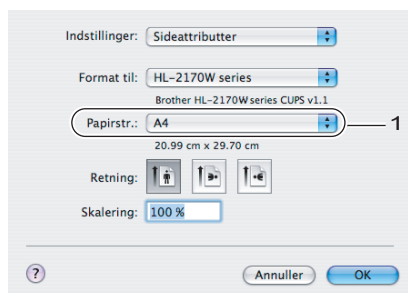 Indstillinger: Sideattributter
Format til: HL-2170W series
Brother HL-2170W series CUPS v1.1
Papirstr.: A4 1
20.99 cm x 29.70 cm
Retning:
Skalering: 100 %
? Annuller OK